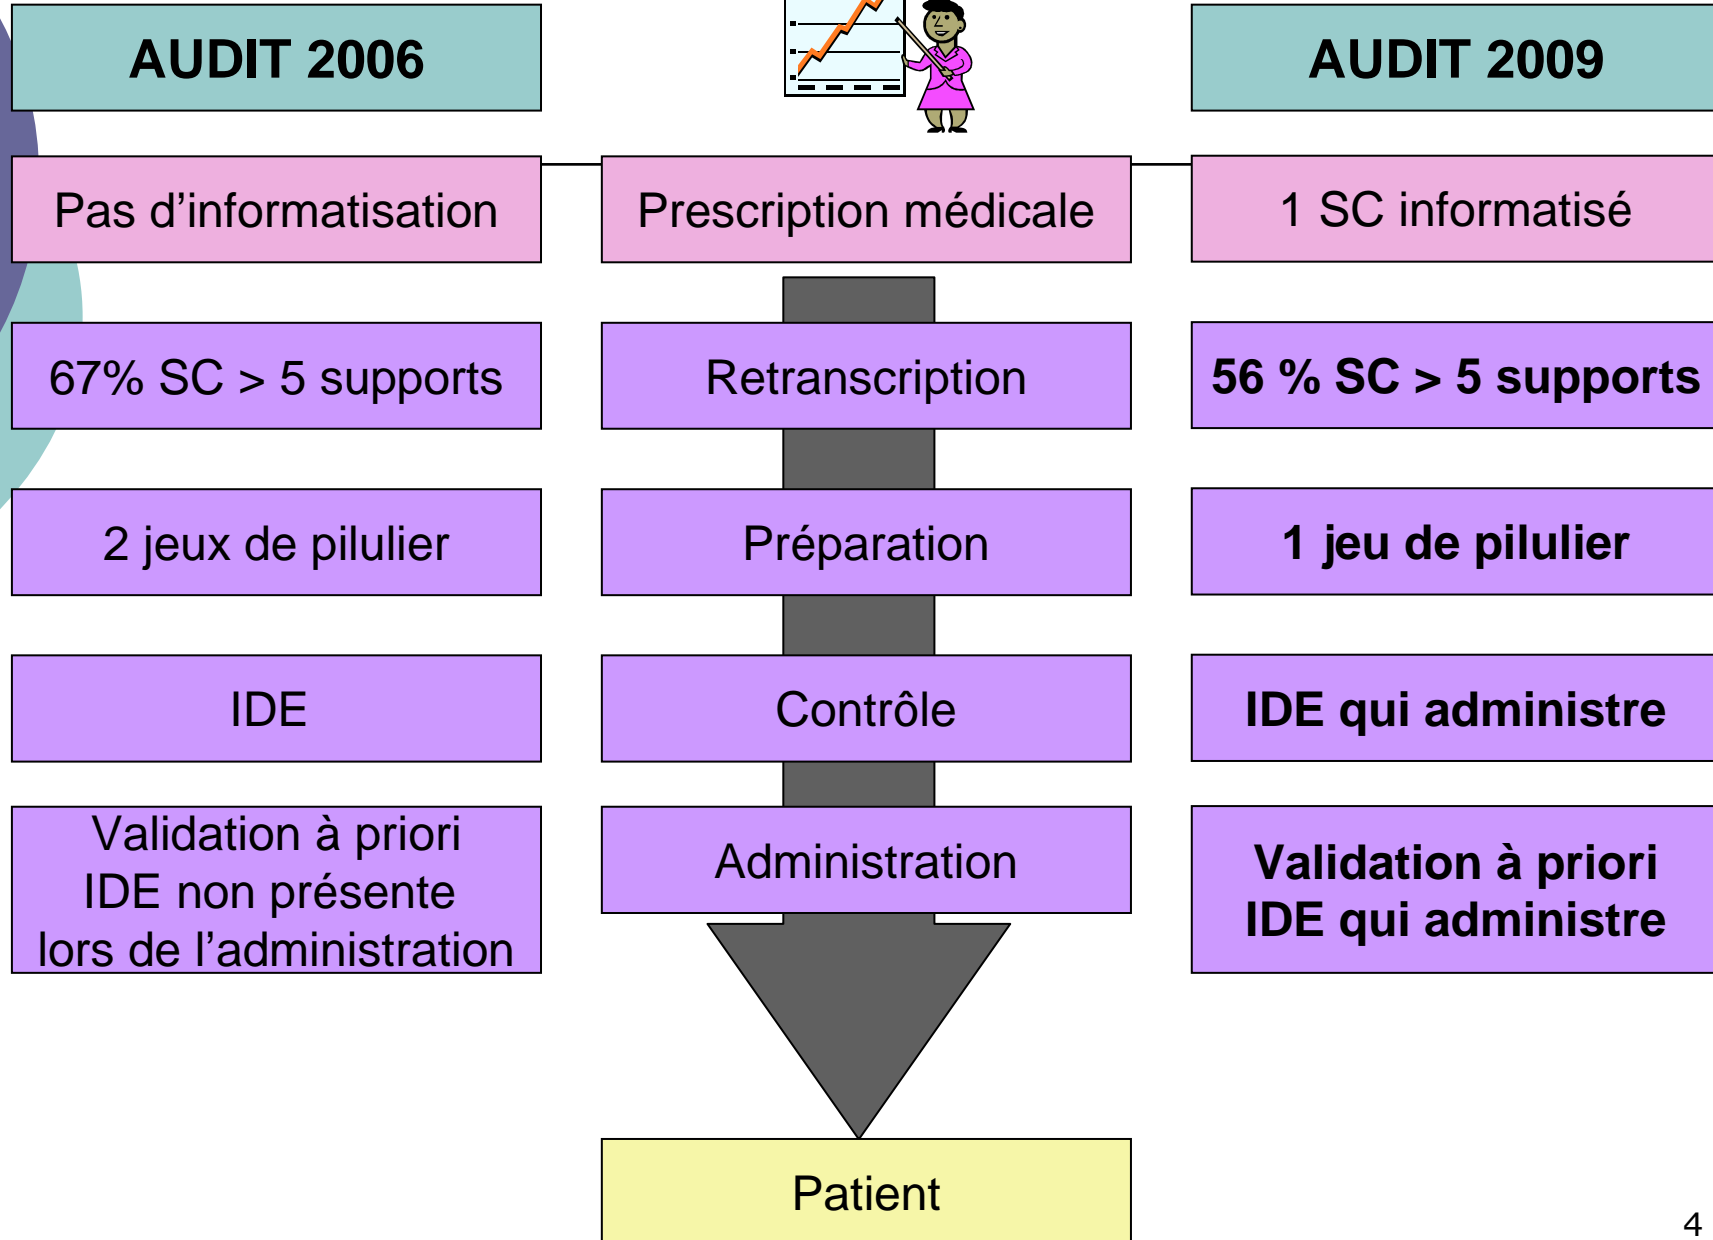 AUDIT 2006
AUDIT 2009
Pas d’informatisation
Prescription médicale
1 SC informatisé
67% SC > 5 supports
Retranscription
56 % SC > 5 supports
2 jeux de pilulier
Préparation
1 jeu de pilulier
IDE
Contrôle
IDE qui administre
Validation à priori
IDE non présente
lors de l’administration
Administration
Validation à priori
IDE qui administre
Patient
4